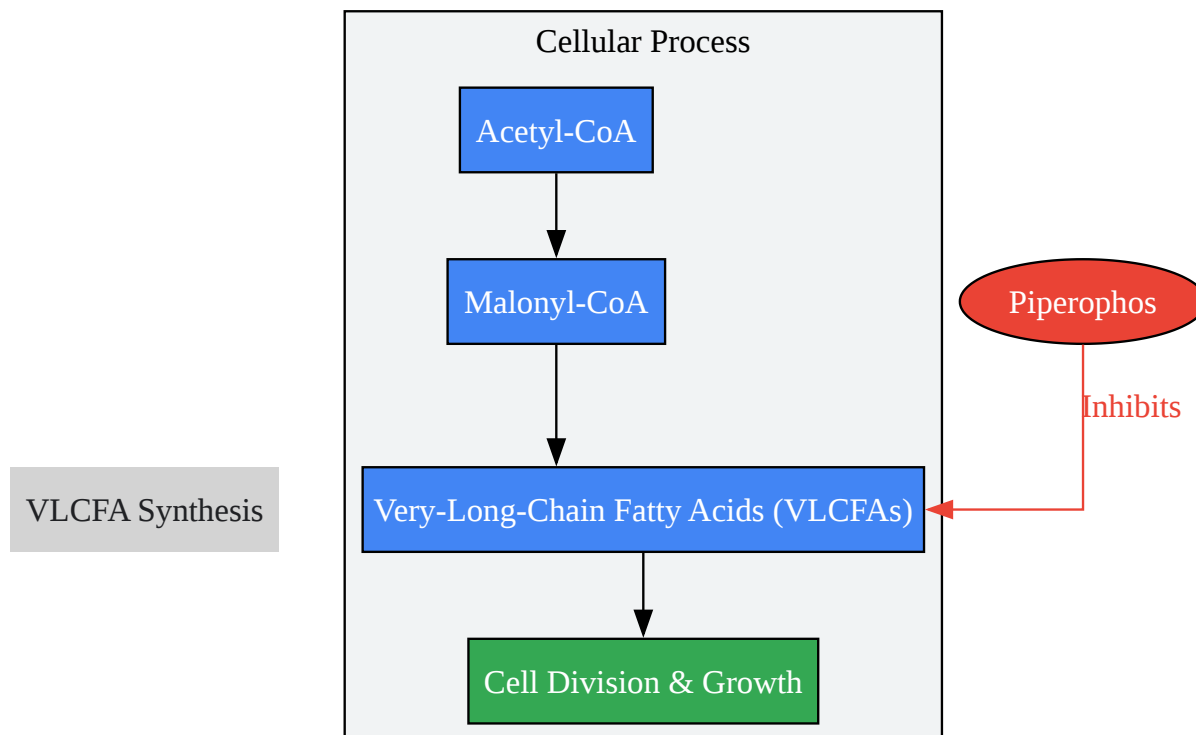 Cellular Process
Acetyl-CoA
Malonyl-CoA
Piperophos
Inhibits
VLCFA Synthesis
Very-Long-Chain Fatty Acids (VLCFAs)
Cell Division & Growth